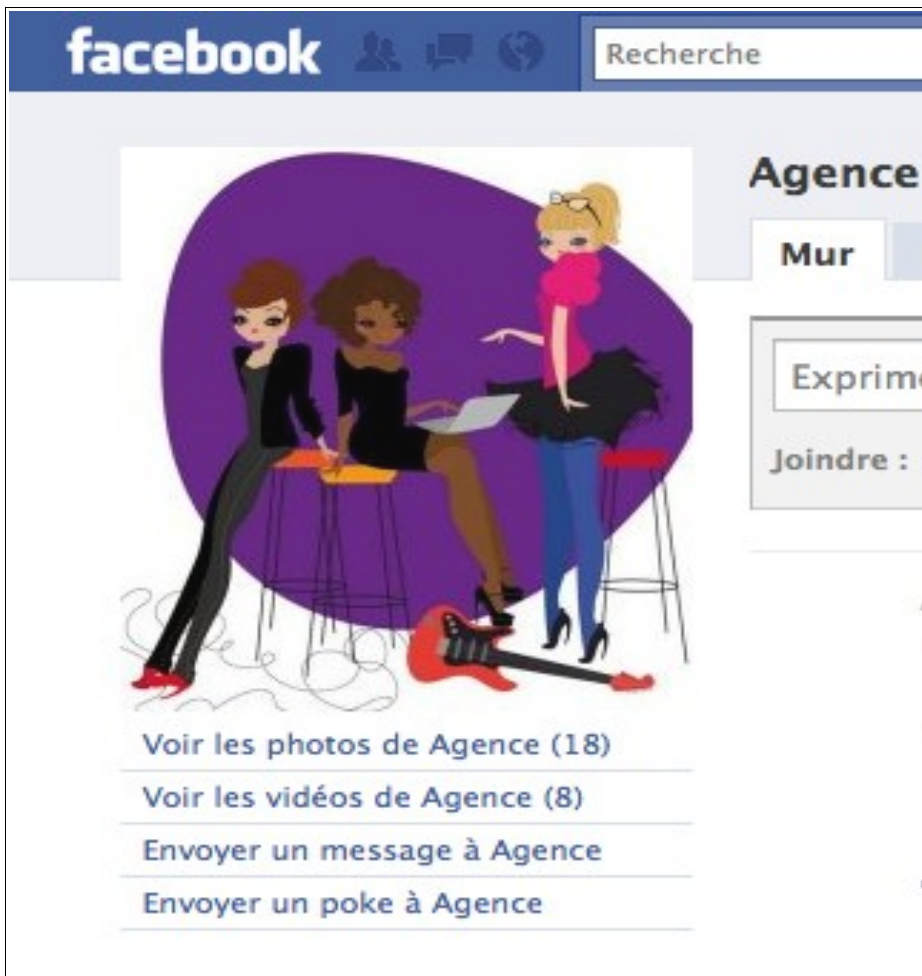 facebook
Recherche
Agence
Mur
Exprime
Joindre :
Voir les photos de Agence (18)
Voir les vidéos de Agence (8)
Envoyer un message à Agence
Envoyer un poke à Agence